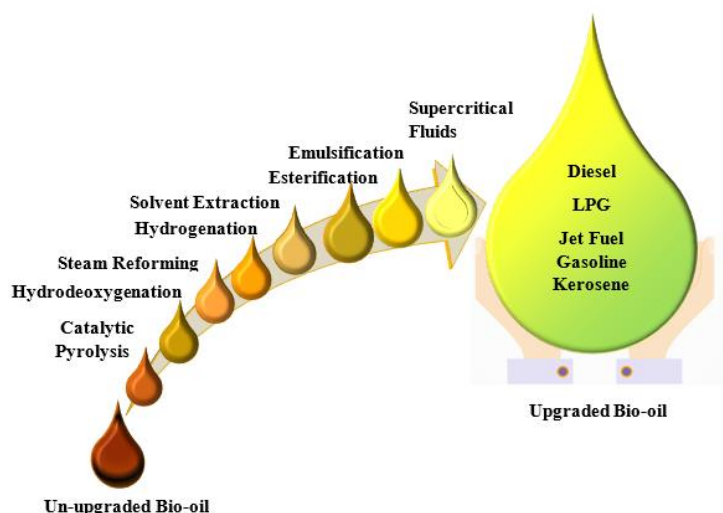 Supercritical
Fluids
Emulsification
Esterification
Solvent Extraction
Hydrogenation
Steam Reforming
Hydrodeoxygenation
Catalytic
Pyrolysis
Un-upgraded Bio-oil
Diesel
LPG
Jet Fuel
Gasoline
Kerosene
Upgraded Bio-oil